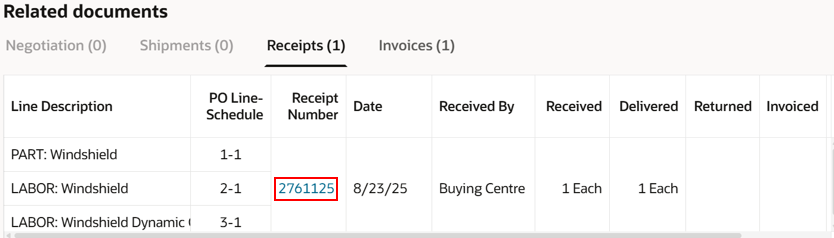 Related documents
Negotiation (0) Shipments (0) Receipts (1) Invoices (1)
Line Description PO Line-Schedule Receipt Number Date Received By Received Delivered Returned Invoiced
PART: Windshield 1-1
LABOR: Windshield 2-1 2761125 8/23/25 Buying Centre 1 Each 1 Each
LABOR: Windshield Dynamic 3-1